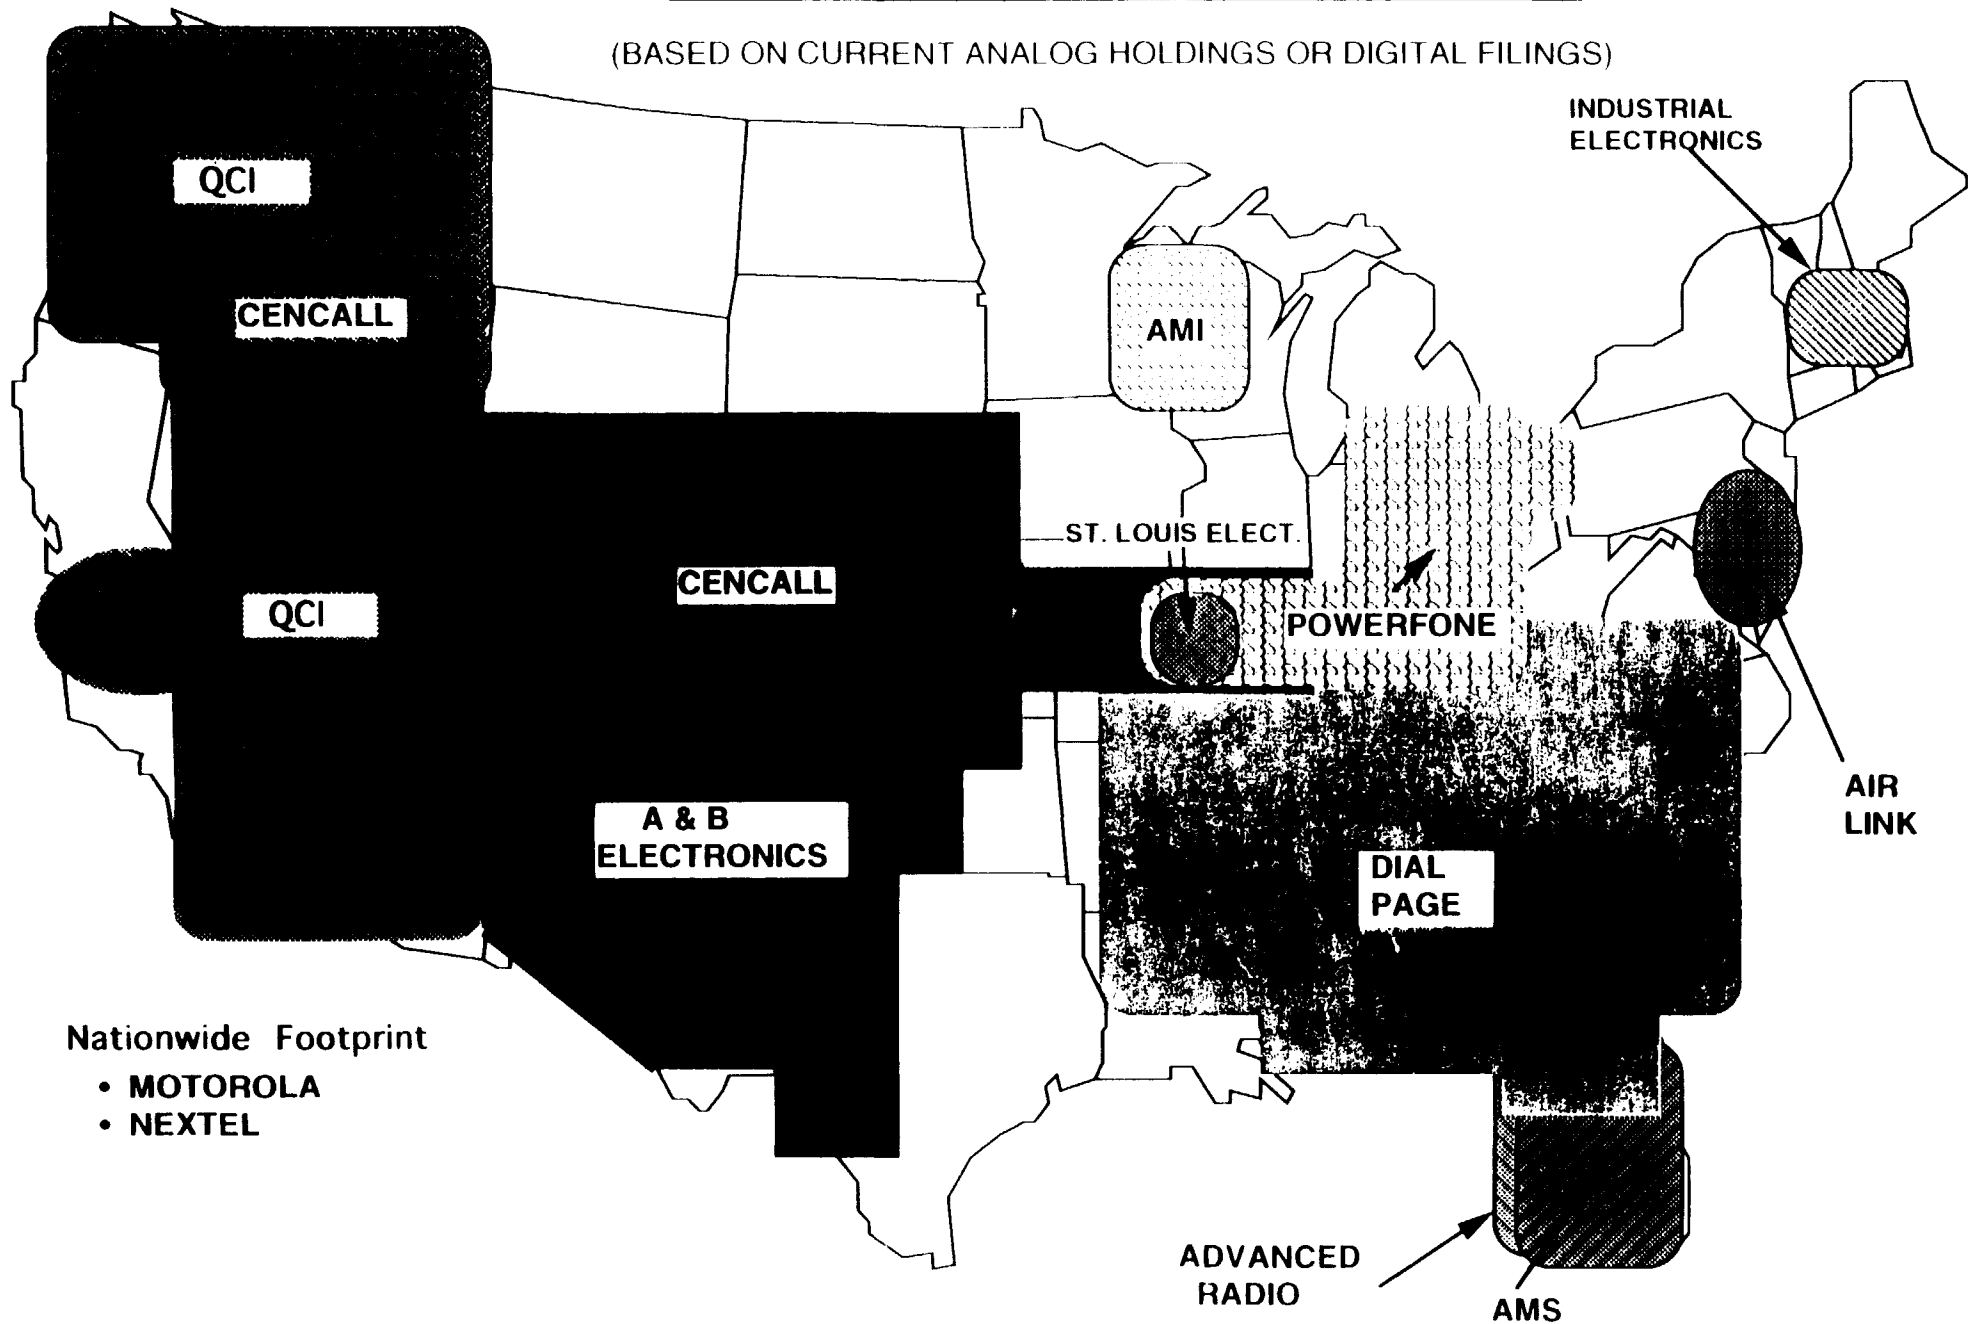 (BASED ON CURRENT ANALOG HOLDINGS OR DIGITAL FILINGS)
INDUSTRIAL
ELECTRONICS
QCI
CENCALL
AMI
ST. LOUIS ELECT.
CENCALL
QCI
POWERFONE
AIR
LINK
A & B
ELECTRONICS
DIAL
PAGE
Nationwide Footprint
• MOTOROLA
• NEXTEL
ADVANCED
RADIO
AMS